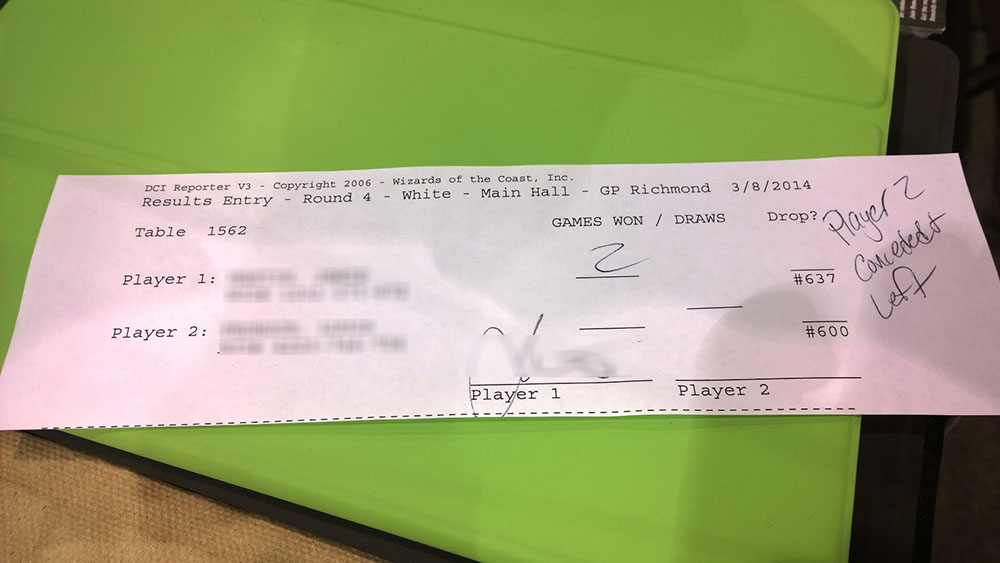 DCI Reporter V3 - Copyright 2006 - Wizards of the Coast, Inc.
Results Entry - Round 4 - White - Main Hall - GP Richmond 3/8/2014
Table 1562
GAMES WON / DRAWS Drop?
Player 1: 2 #637
Player 2: #600
Player 1 Player 2
Player 2
Conceded +
Left